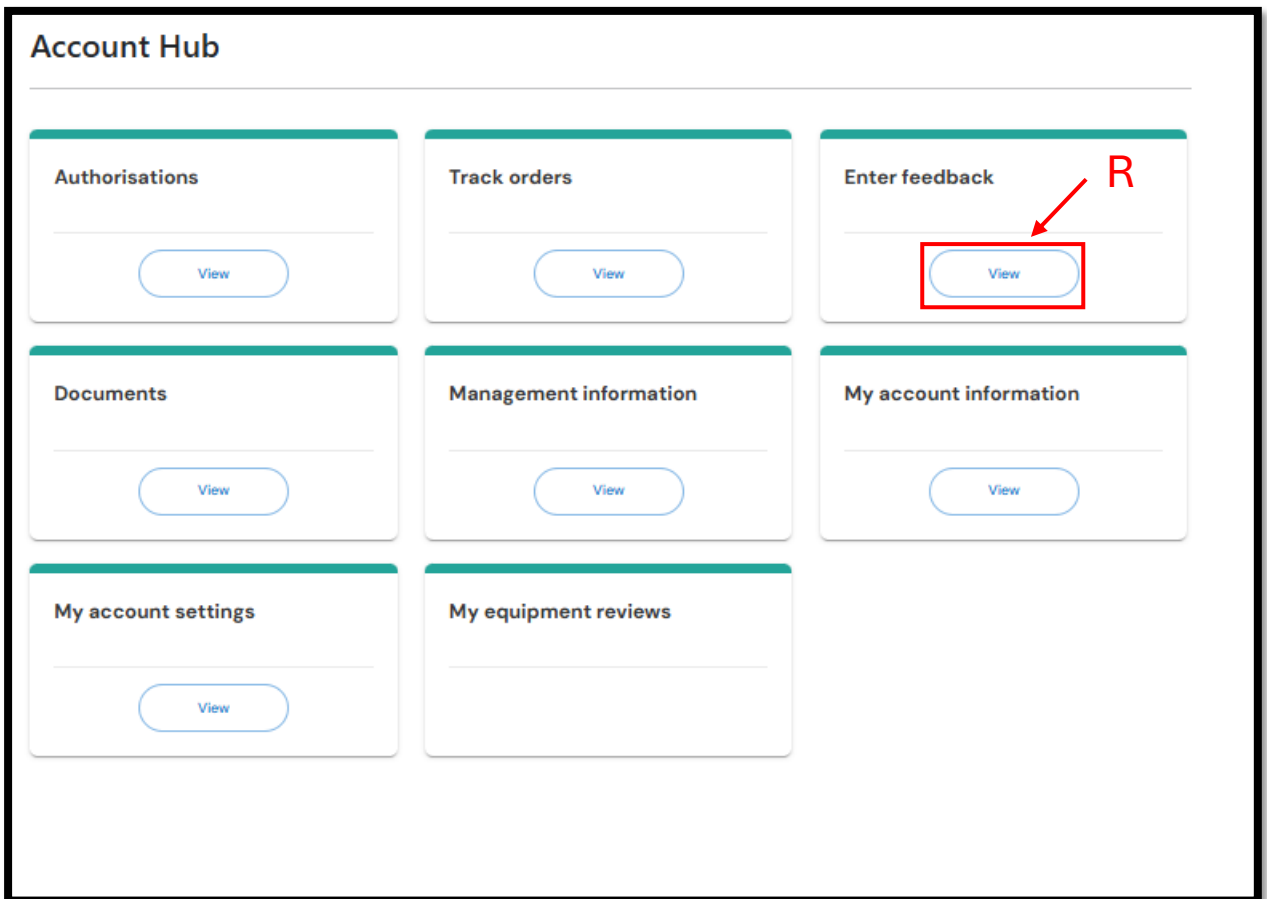 Account Hub
Authorisations
Track orders
Enter feedback
R
View
View
View
Documents
Management information
My account information
View
View
View
My account settings
My equipment reviews
View